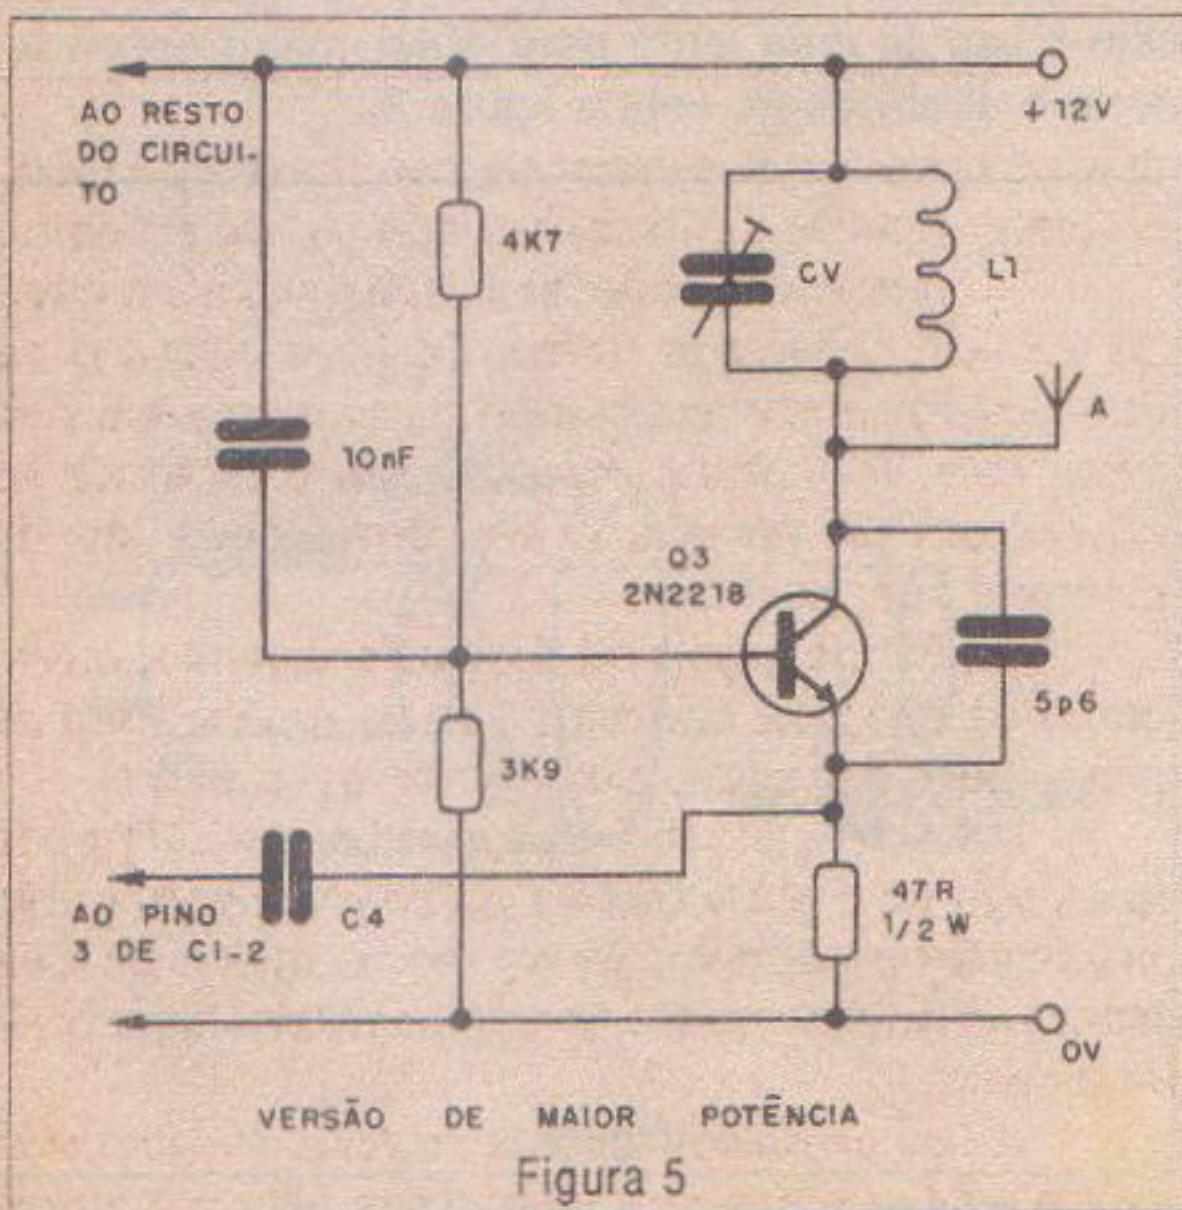 AO RESTO
DO CIRCUI-
TO
+12V
4K7
CV
L1
A
10nF
Q3
2N2218
5p6
3K9
C4
AO PINO
3 DE CI-2
47R
1/2 W
0V
VERSÃO DE MAIOR POTÊNCIA
Figura 5